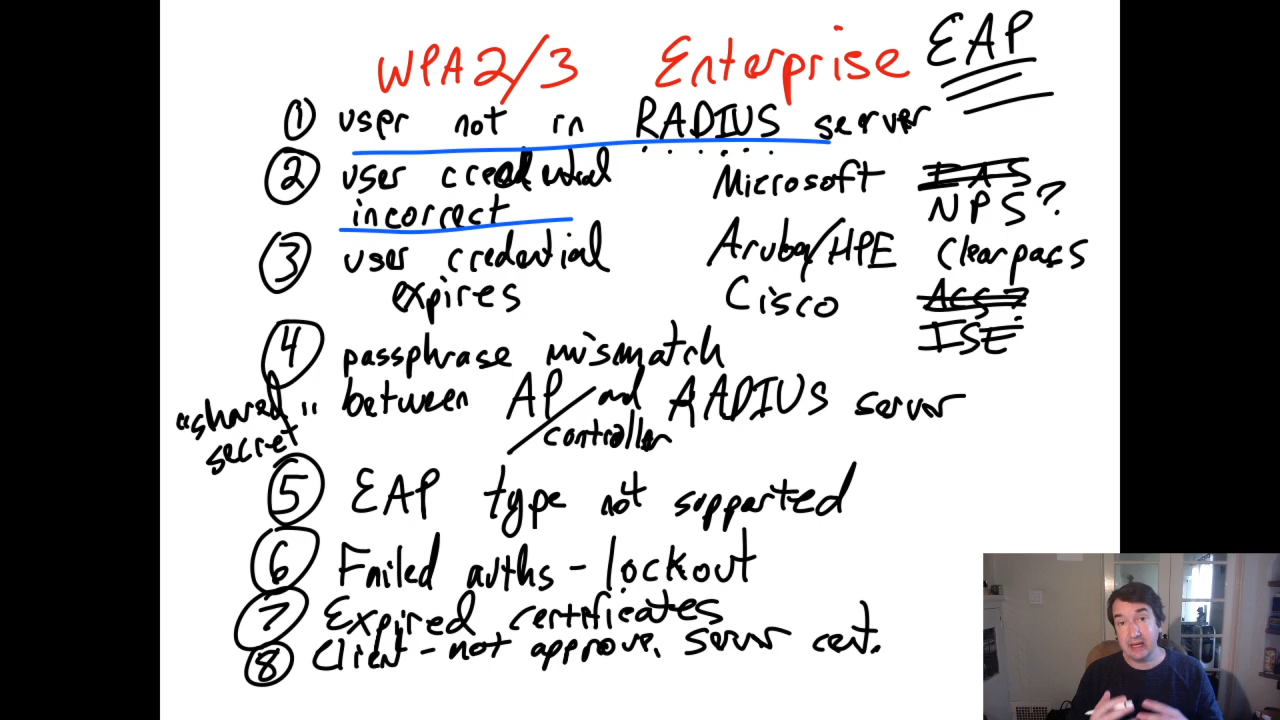 WPA2/3 Enterprise EAP
① user not in RADIUS server
② user credential
incorrect
Microsoft IAS
NPS?
③ user credential
expires
Aruba/HPE Clearpass
Cisco ACS?
ISE
④ passphrase mismatch
between AP/controller and RADIUS server
"shared secret"
⑤ EAP type not supported
⑥ Failed auths - lockout
⑦ Expired certificates
⑧ Client - not approve. server cert.